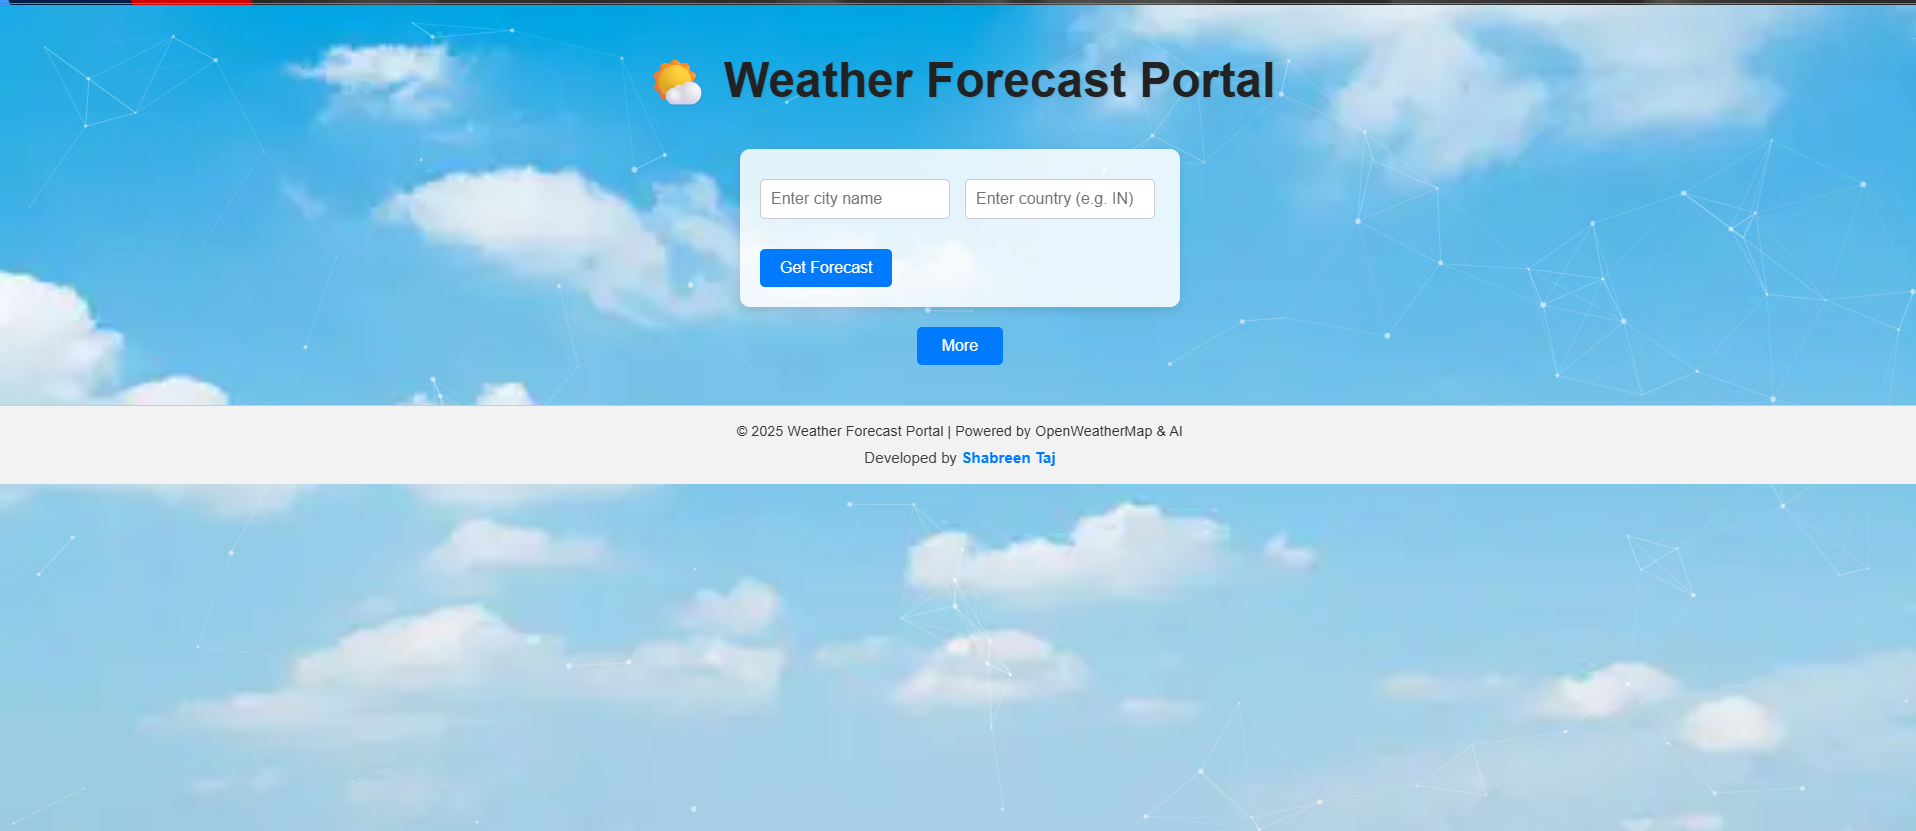 Weather Forecast Portal
Enter city name
Enter country (e.g. IN)
Get Forecast
More
© 2025 Weather Forecast Portal | Powered by OpenWeatherMap & AI
Developed by Shabreen Taj